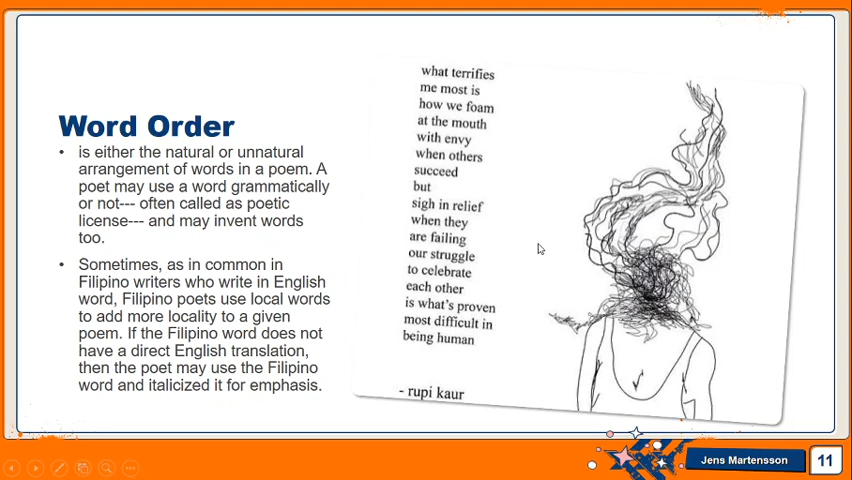 Word Order
• is either the natural or unnatural
arrangement of words in a poem. A
poet may use a word grammatically
or not--- often called as poetic
license--- and may invent words
too.
• Sometimes, as in common in
Filipino writers who write in English
word, Filipino poets use local words
to add more locality to a given
poem. If the Filipino word does not
have a direct English translation,
then the poet may use the Filipino
word and italicized it for emphasis.
what terrifies
me most is
how we foam
at the mouth
with envy
when others
succeed
but
sigh in relief
when they
are failing
our struggle
to celebrate
each other
is what's proven
most difficult in
being human
- rupi kaur
Jens Martensson
11